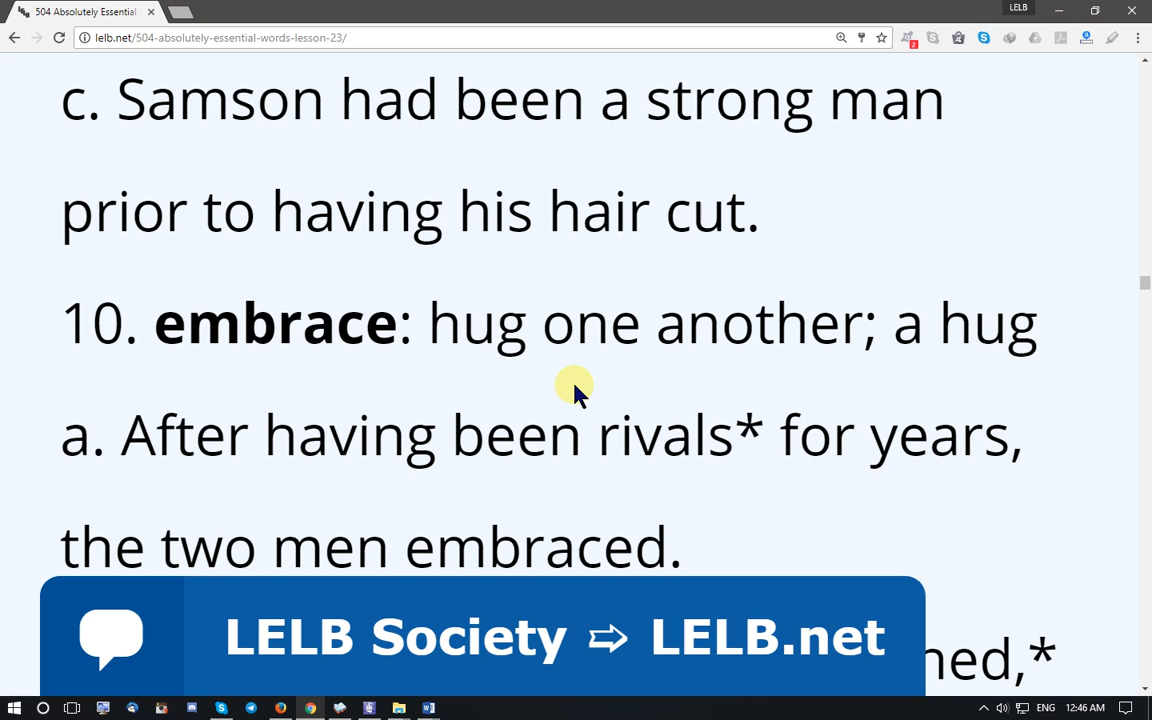 504 Absolutely Essential
LELB
lelb.net/504-absolutely-essential-words-lesson-23/
2
c. Samson had been a strong man
prior to having his hair cut.
10. embrace: hug one another; a hug
a. After having been rivals* for years,
the two men embraced.
LELB Society ⇨ LELB.net
ENG
12:46 AM